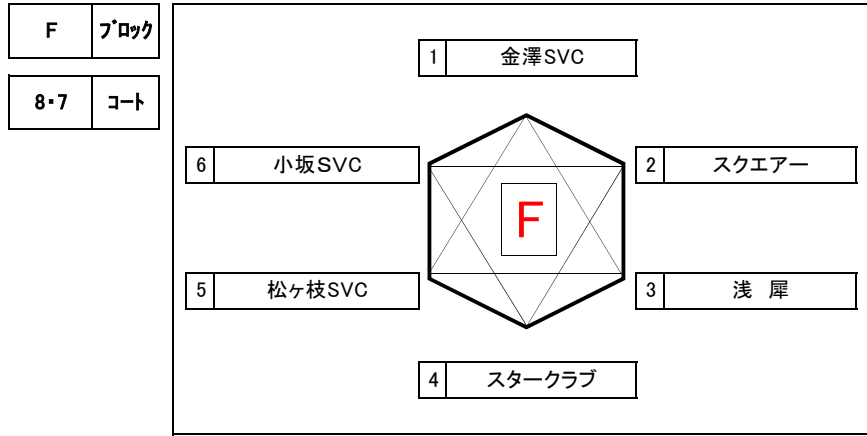 F ブロック
8・7 コート
1 金澤SVC
6 小坂SVC
2 スクエアー
F
5 松ヶ枝SVC
3 浅 犀
4 スタークラブ